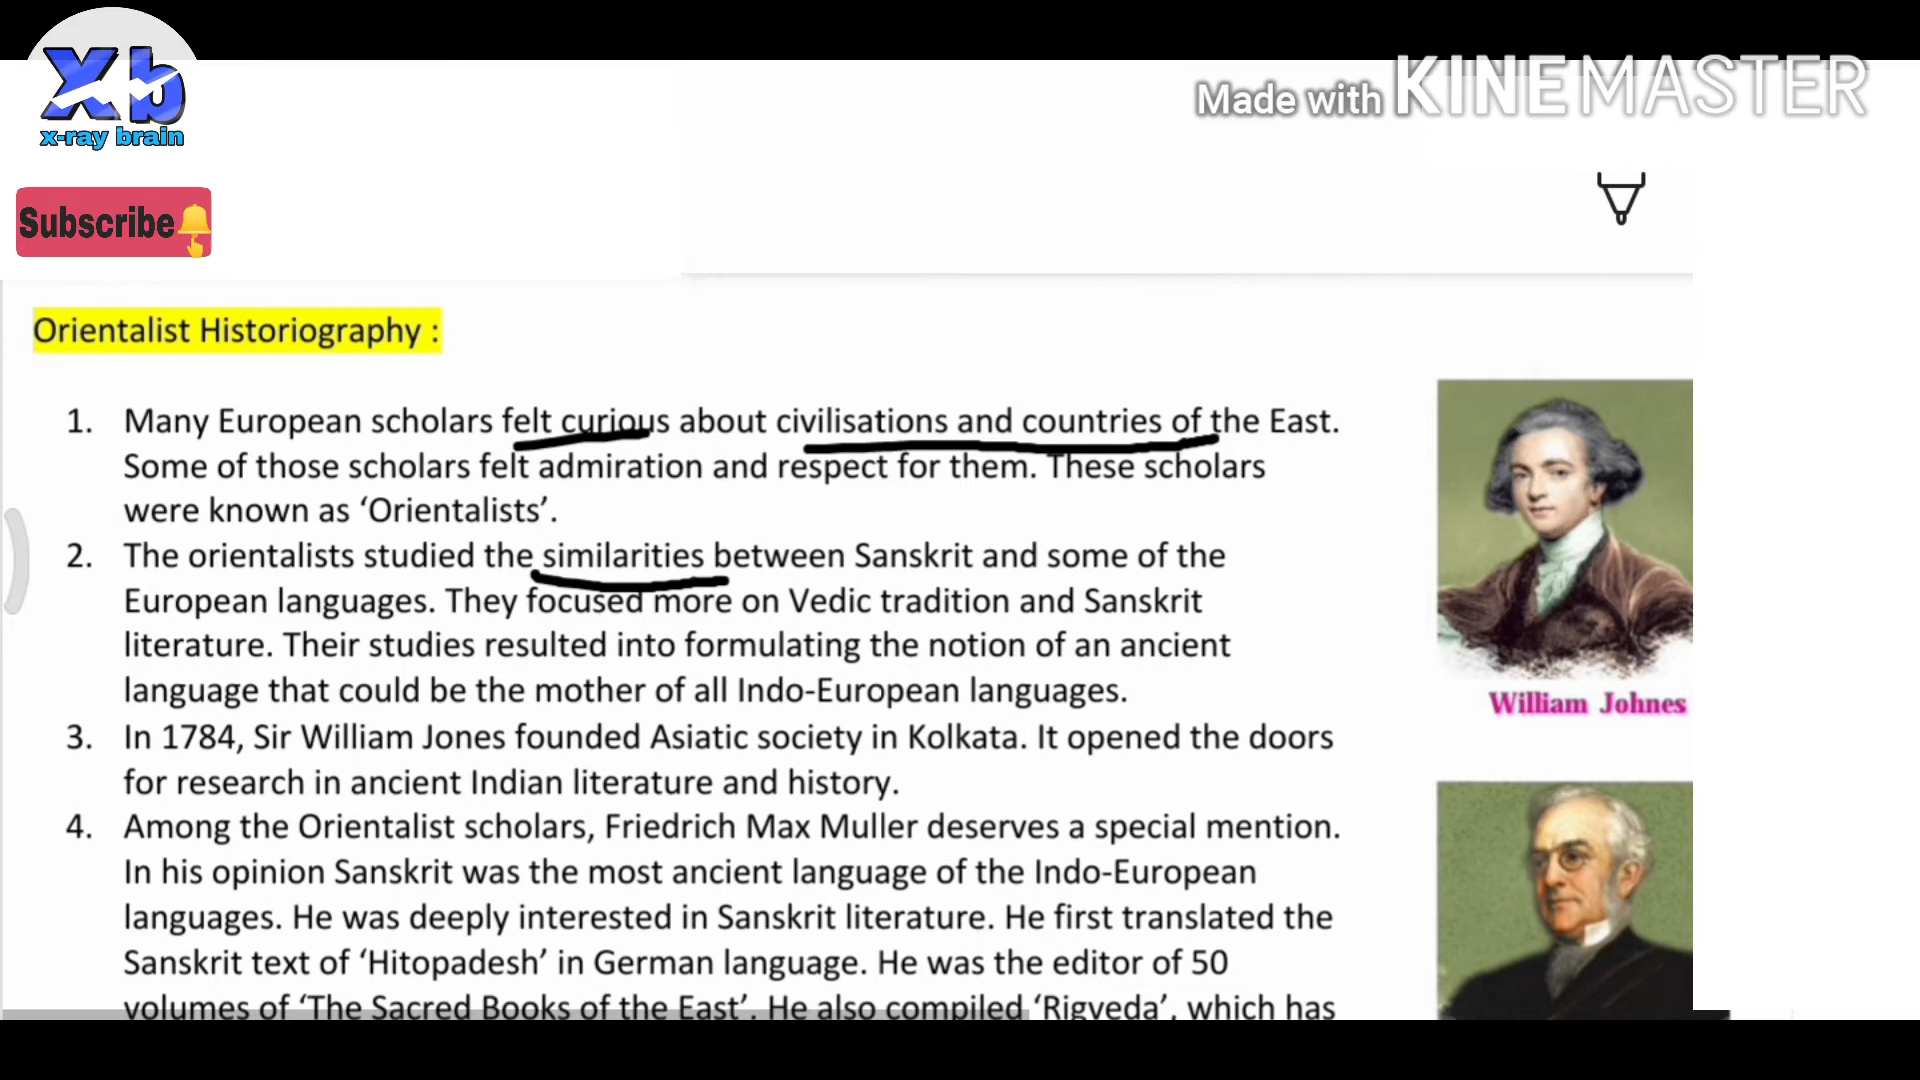 Xb
x-ray brain
Made with KINEMASTER
Subscribe
Orientalist Historiography :
1. Many European scholars felt curious about civilisations and countries of the East.
Some of those scholars felt admiration and respect for them. These scholars
were known as ‘Orientalists’.
2. The orientalists studied the similarities between Sanskrit and some of the
European languages. They focused more on Vedic tradition and Sanskrit
literature. Their studies resulted into formulating the notion of an ancient
language that could be the mother of all Indo-European languages.
William Johnes
3. In 1784, Sir William Jones founded Asiatic society in Kolkata. It opened the doors
for research in ancient Indian literature and history.
4. Among the Orientalist scholars, Friedrich Max Muller deserves a special mention.
In his opinion Sanskrit was the most ancient language of the Indo-European
languages. He was deeply interested in Sanskrit literature. He first translated the
Sanskrit text of ‘Hitopadesh’ in German language. He was the editor of 50
volumes of ‘The Sacred Books of the East’. He also compiled ‘Rigveda’, which has